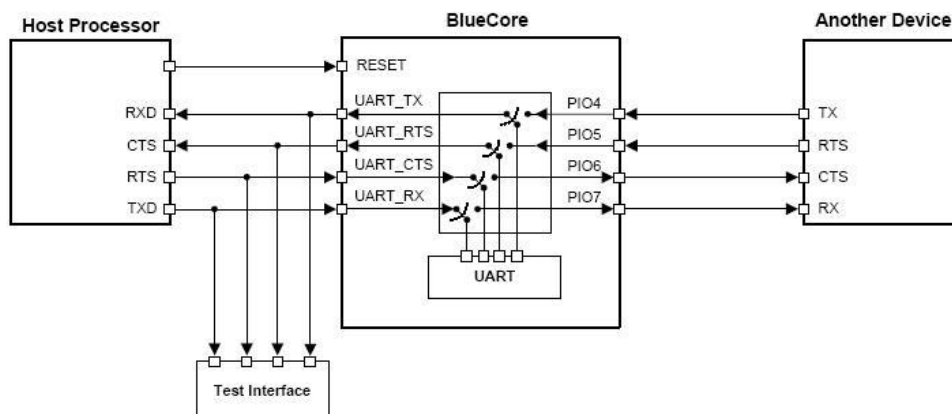 Host Processor
BlueCore
Another Device
RESET
RXD
UART_TX
PIO4
TX
CTS
UART_RTS
PIO5
RTS
RTS
UART_CTS
PIO6
CTS
TXD
UART_RX
PIO7
RX
UART
Test Interface